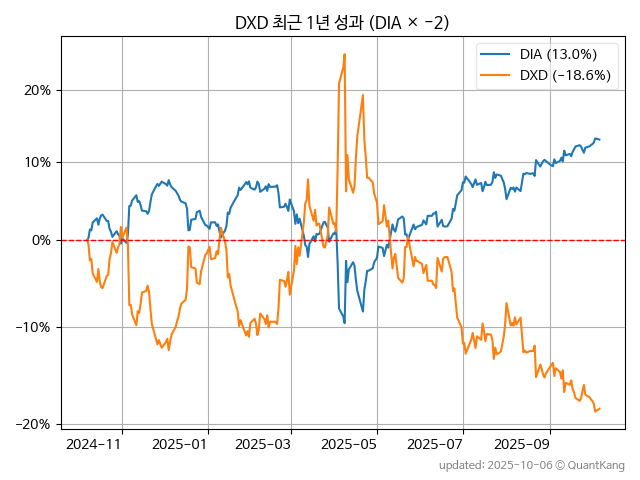 DXD 최근 1년 성과 (DIA × −2)
DIA (13.0%)
DXD (−18.6%)
20%
10%
0%
−10%
−20%
2024−11
2025−01
2025−03
2025−05
2025−07
2025−09
updated: 2025-10-06 © QuantKang